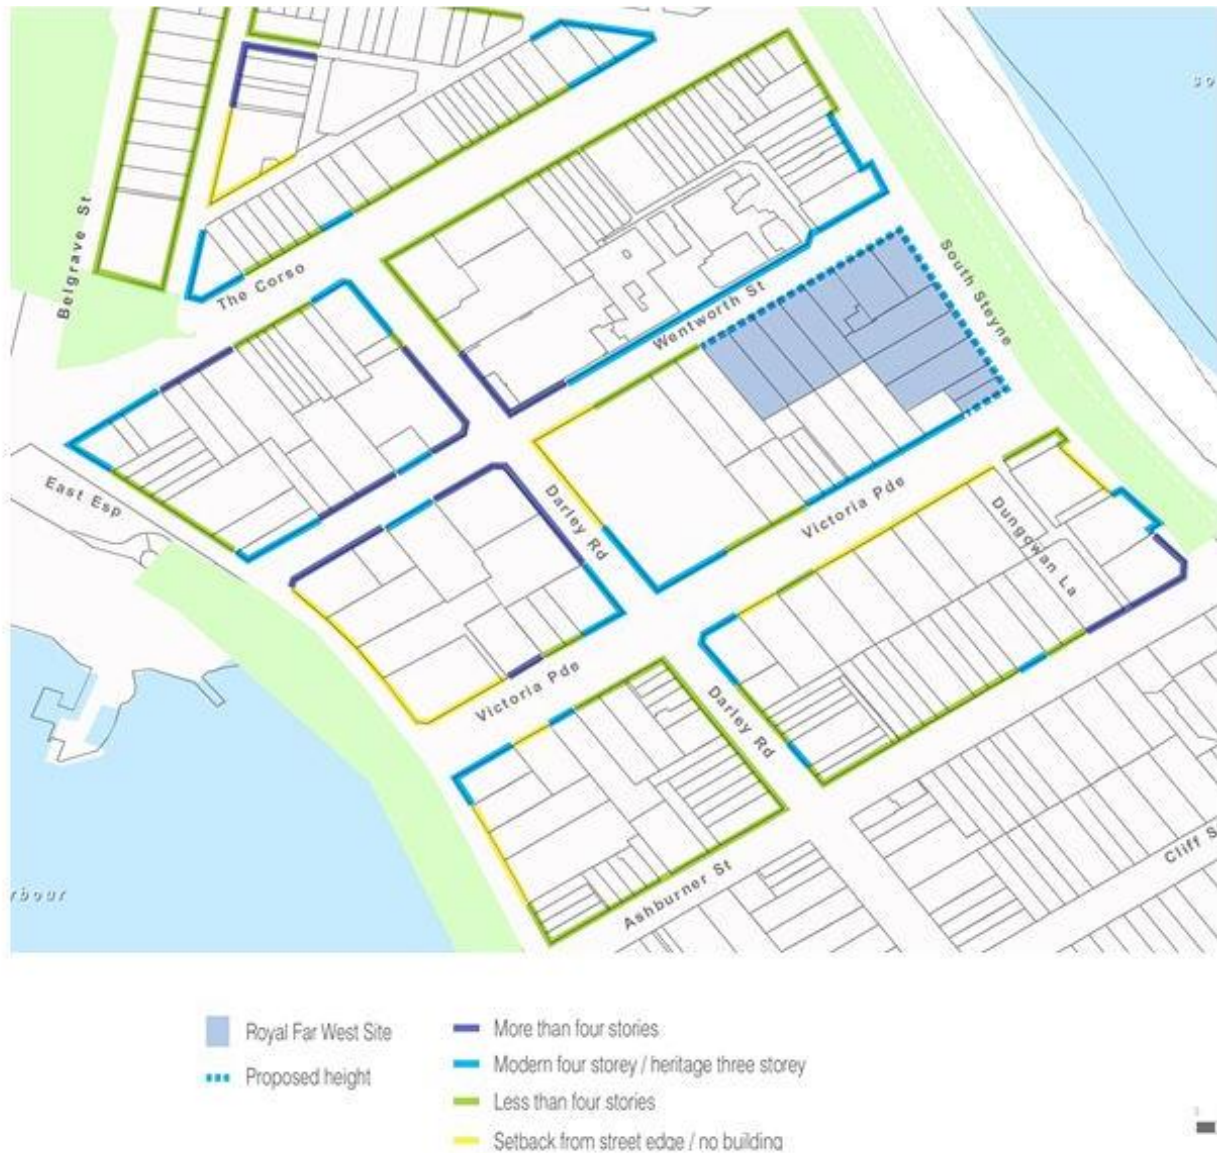 so
Belgrave St
The Corso
South Steyne
Wentworth St
East Esp
Darley Rd
Victoria Pde
Dungowan La
Victoria Pde
Darley Rd
Cliff S
rbour
Ashburner St
Royal Far West Site
Proposed height
More than four stories
Modern four storey / heritage three storey
Less than four stories
Setback from street edge / no building